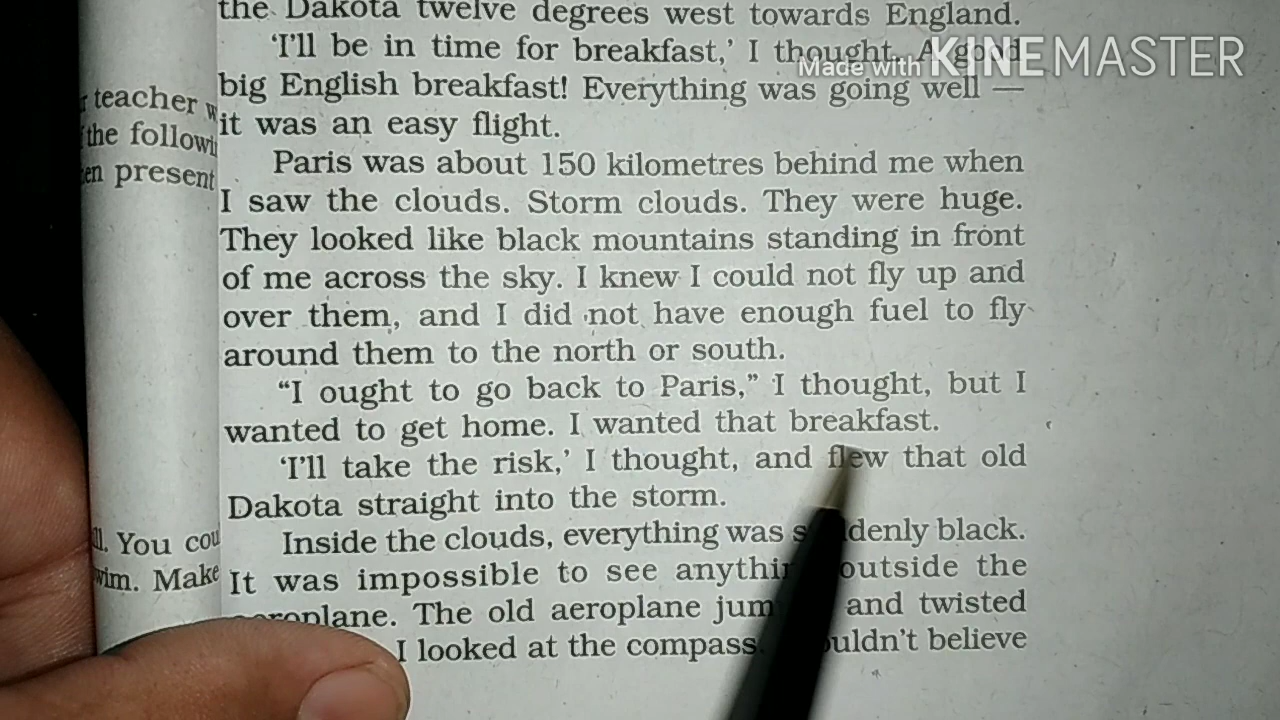 the Dakota twelve degrees west towards England.
‘I’ll be in time for breakfast,’ I thought. A good
Made with KINEMASTER
big English breakfast! Everything was going well —
it was an easy flight.
Paris was about 150 kilometres behind me when
I saw the clouds. Storm clouds. They were huge.
They looked like black mountains standing in front
of me across the sky. I knew I could not fly up and
over them, and I did not have enough fuel to fly
around them to the north or south.
“I ought to go back to Paris,” I thought, but I
wanted to get home. I wanted that breakfast.
‘I’ll take the risk,’ I thought, and flew that old
Dakota straight into the storm.
Inside the clouds, everything was black.
It was impossible to see outside the
The old aeroplane and twisted
I looked at the compass. believe
teacher
the
present
You
Make